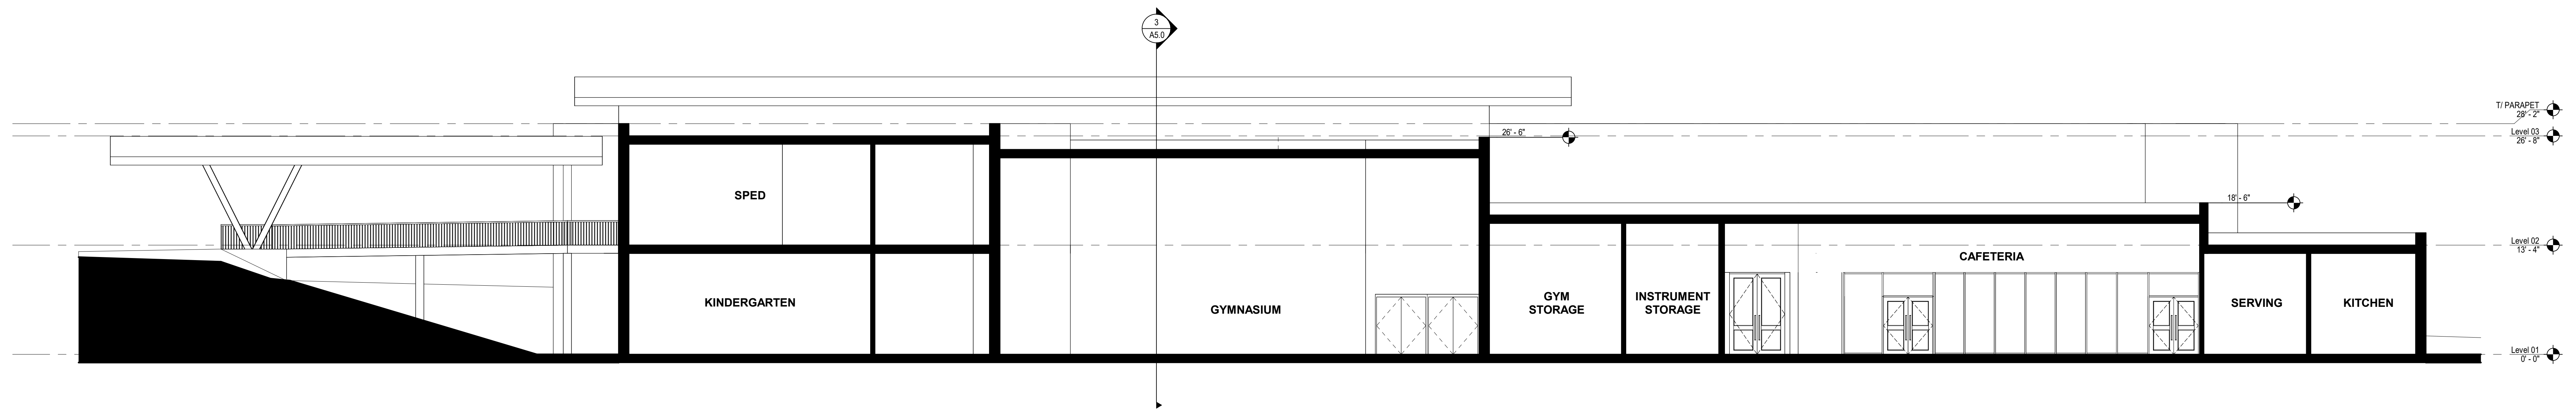 3
A5.0
T/ PARAPET
28' - 2"
26' - 6"
Level 03
26' - 8"
SPED
18' - 6"
Level 02
13' - 4"
CAFETERIA
KINDERGARTEN
GYMNASIUM
GYM
STORAGE
INSTRUMENT
STORAGE
SERVING
KITCHEN
Level 01
0' - 0"